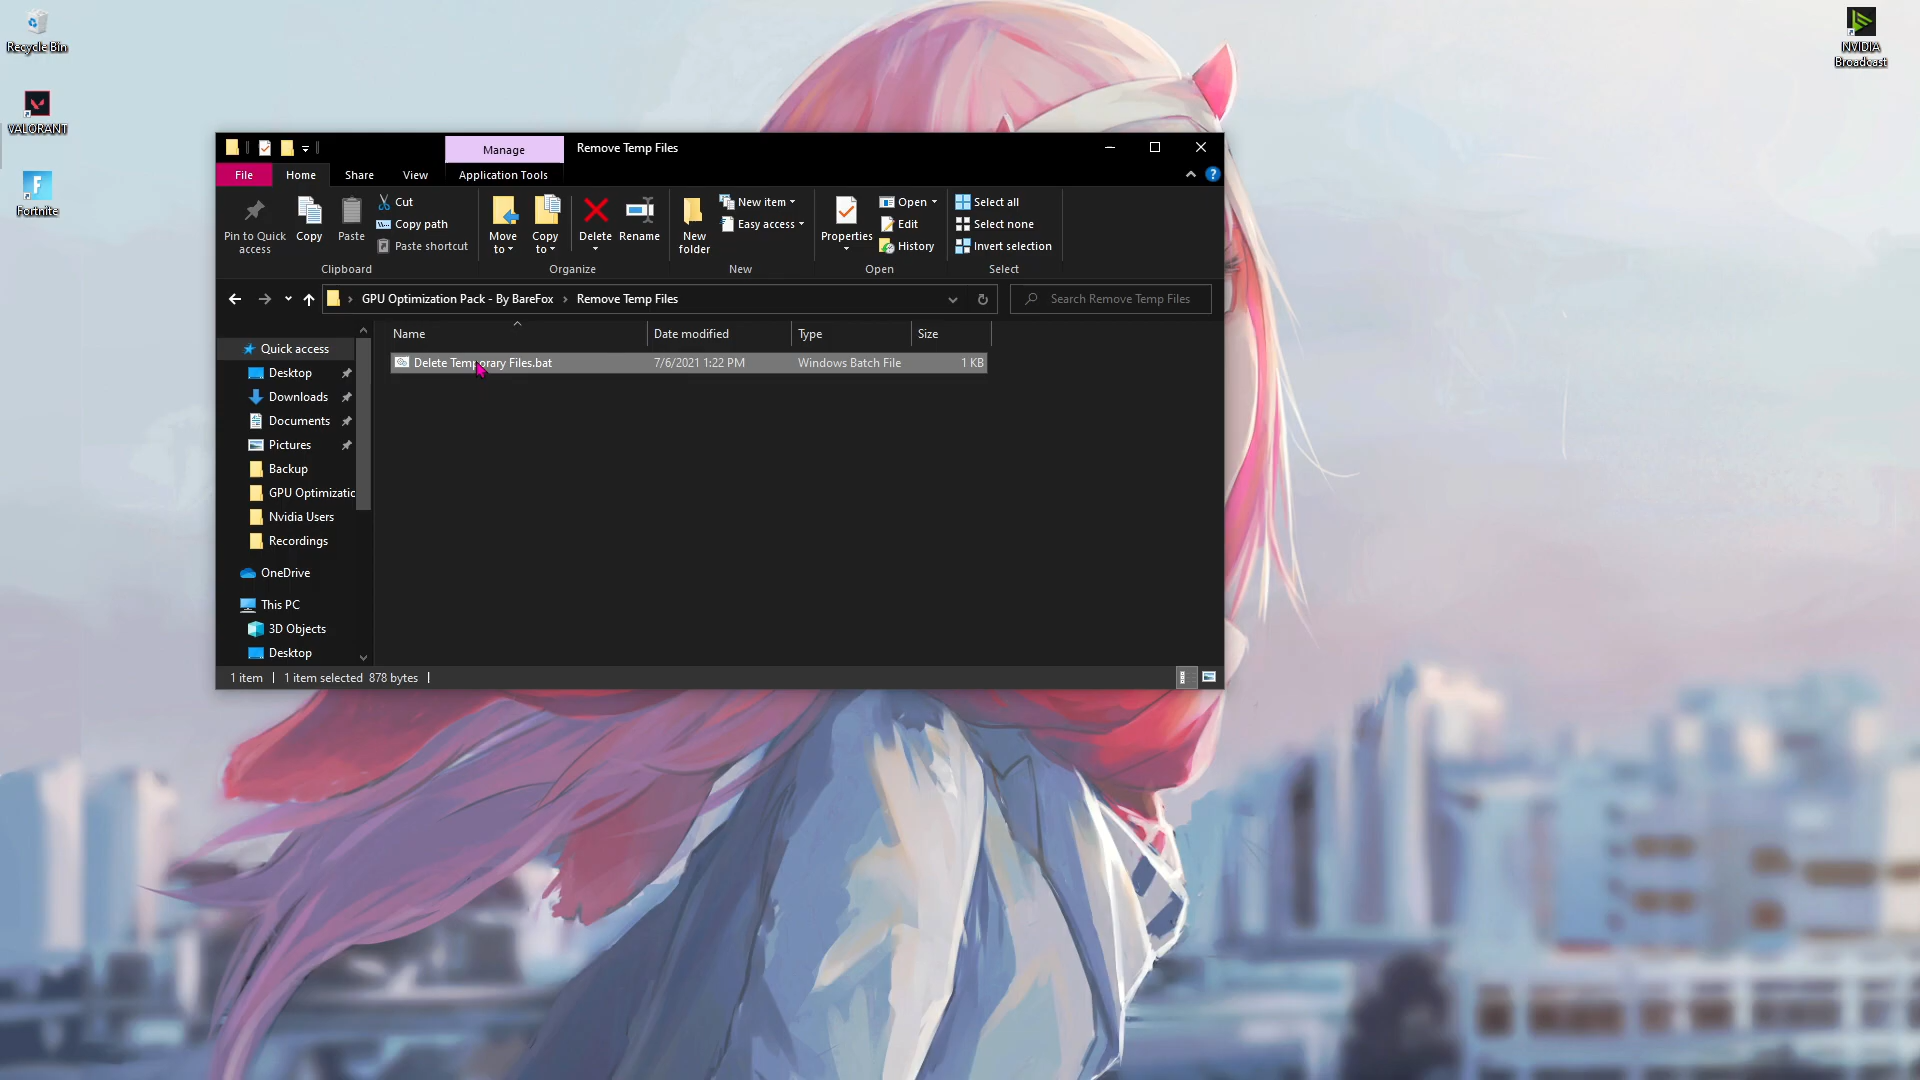 Recycle Bin
VALORANT
Fortnite
NVIDIA
Broadcast
Manage
Remove Temp Files
File
Home
Share
View
Application Tools
?
Pin to Quick
access
Copy
Paste
Cut
Copy path
Paste shortcut
Clipboard
Move
to
Copy
to
Delete
Rename
Organize
New
folder
New item
Easy access
New
Properties
Open
Edit
History
Open
Select all
Select none
Invert selection
Select
GPU Optimization Pack - By BareFox
Remove Temp Files
Search Remove Temp Files
Name
Date modified
Type
Size
Delete Temporary Files.bat
7/6/2021 1:22 PM
Windows Batch File
1 KB
Quick access
Desktop
Downloads
Documents
Pictures
Backup
GPU Optimizatic
Nvidia Users
Recordings
OneDrive
This PC
3D Objects
Desktop
1 item
1 item selected 878 bytes